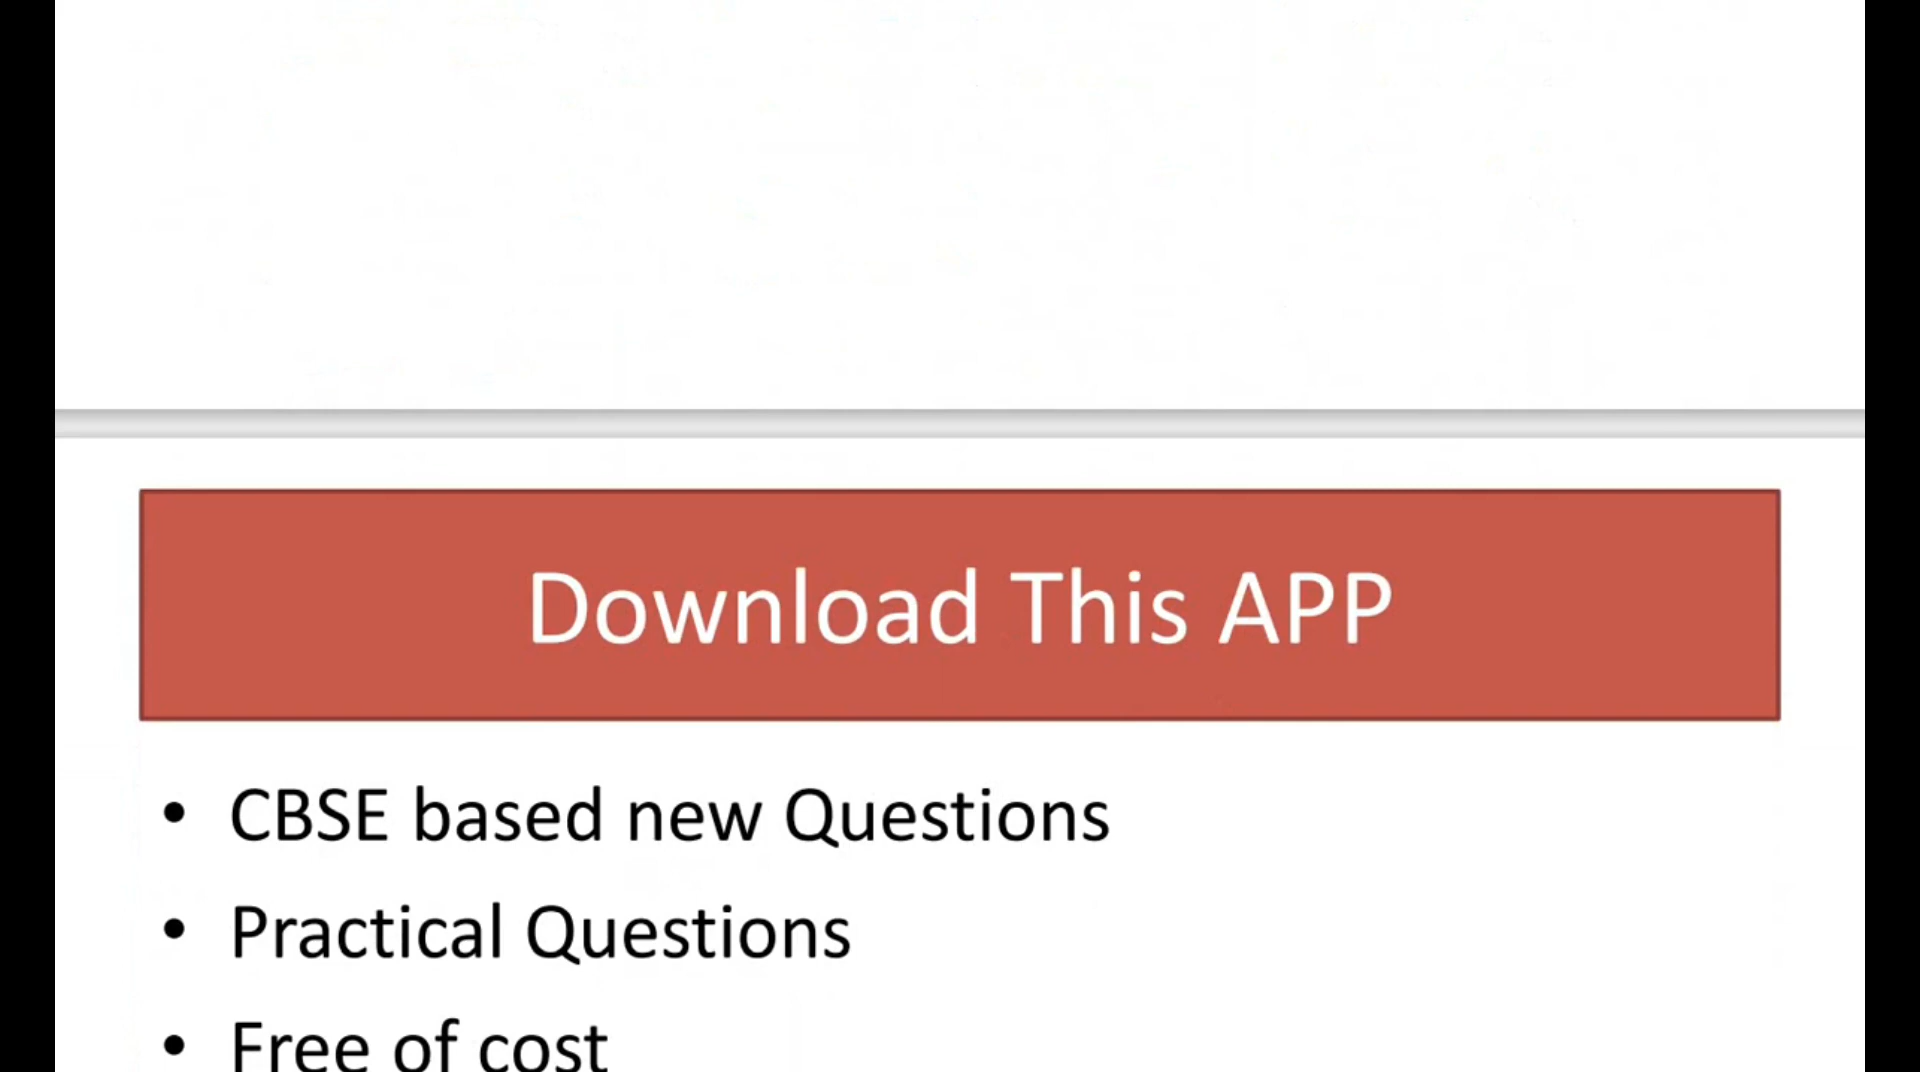 Download This APP
• CBSE based new Questions
• Practical Questions
• Free of cost